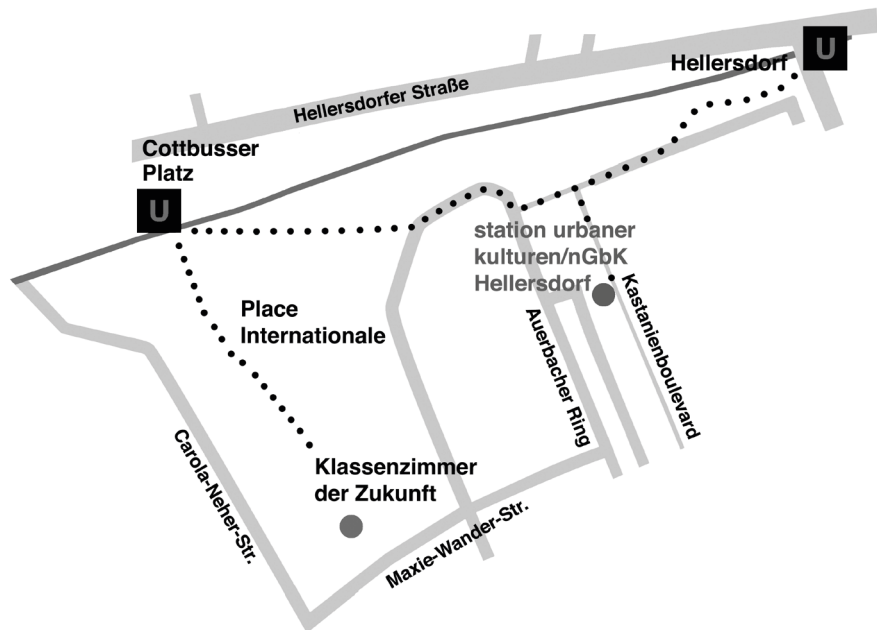 U
Hellersdorf
Hellersdorfer Straße
Cottbusser
Platz
U
station urbaner
kulturen/nGbK
Hellersdorf
Kastanienboulevard
Place
Internationale
Auerbacher Ring
Carola-Neher-Str.
Klassenzimmer
der Zukunft
Maxie-Wander-Str.